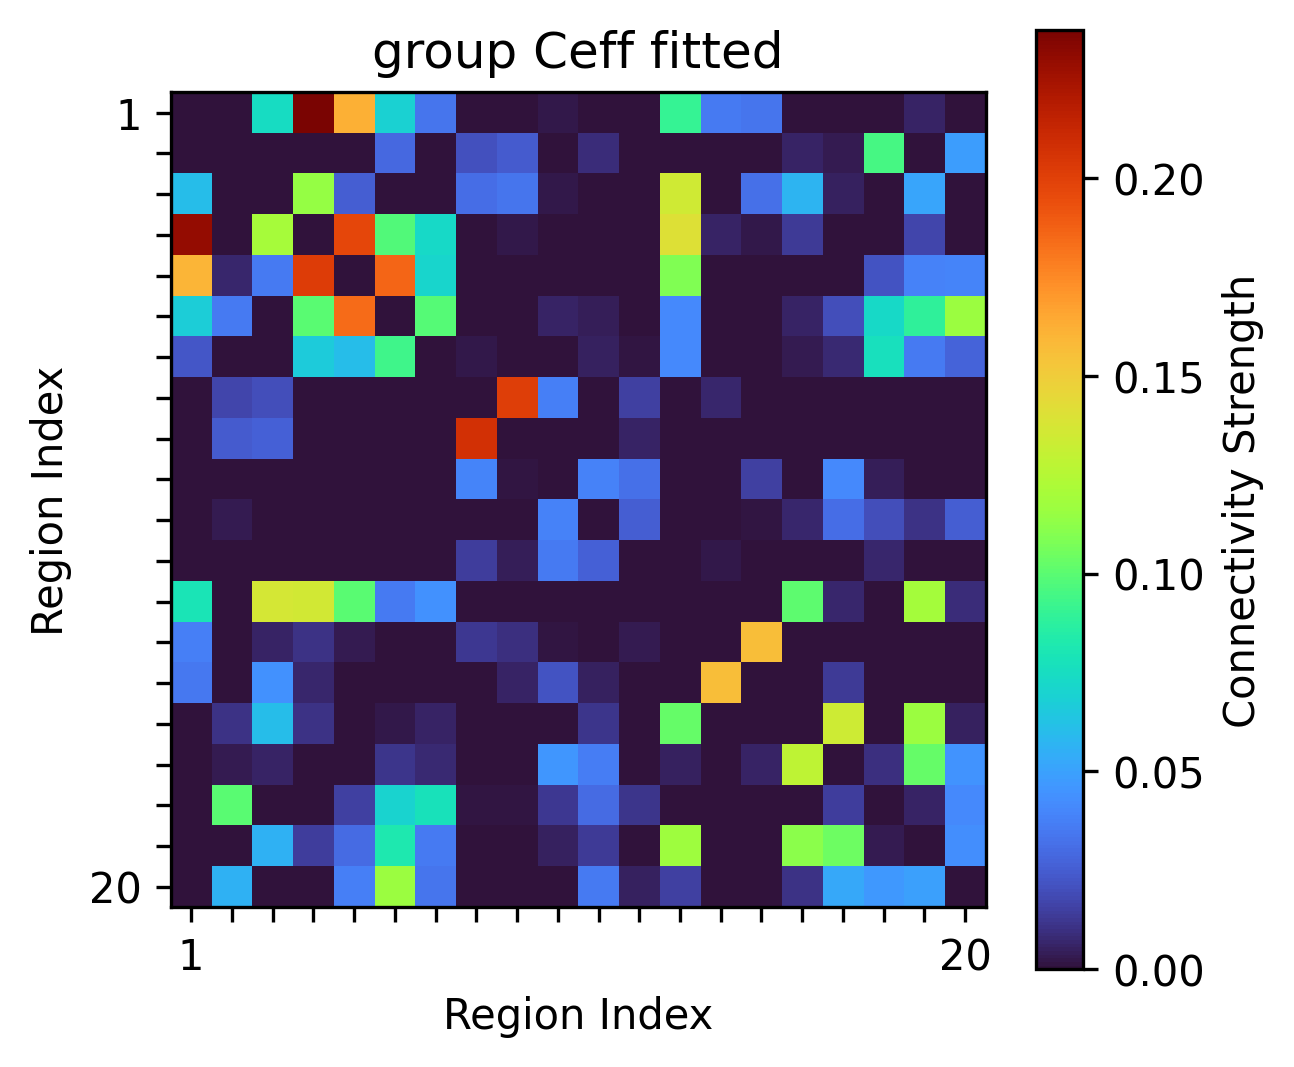 group Ceff fitted
1
20
1
20
Region Index
Region Index
0.20
0.15
0.10
0.05
0.00
Connectivity Strength